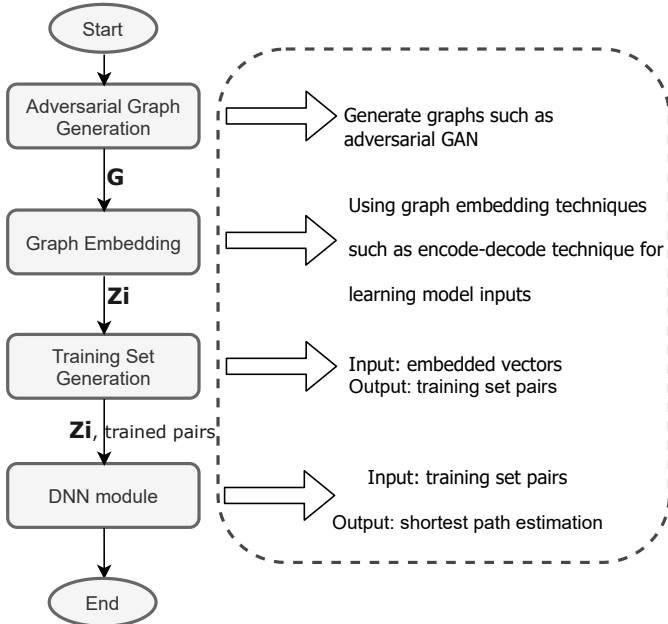 Start
Adversarial Graph
Generation
Generate graphs such as
adversarial GAN
G
Graph Embedding
Using graph embedding techniques
such as encode-decode technique for
learning model inputs
Zi
Training Set
Generation
Input: embedded vectors
Output: training set pairs
Zi, trained pairs
DNN module
Input: training set pairs
Output: shortest path estimation
End